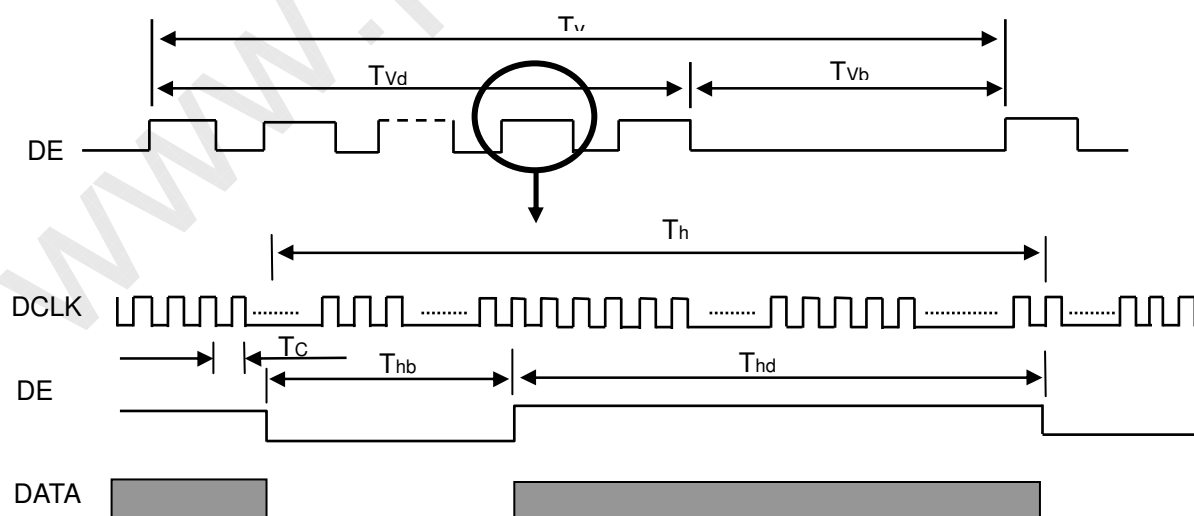 Tv
TVd
TVb
DE
Th
DCLK
TC
Thb
Thd
DE
DATA